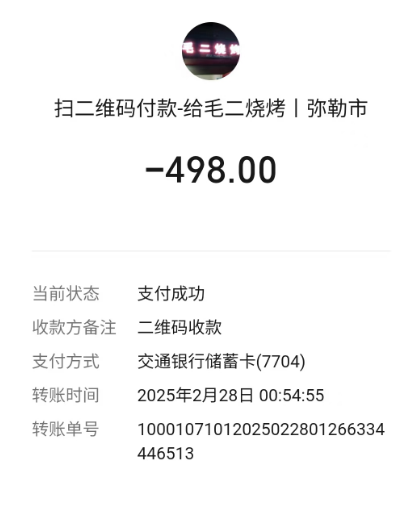 毛二烧烤
扫二维码付款-给毛二烧烤丨弥勒市
-498.00
当前状态 支付成功
收款方备注 二维码收款
支付方式 交通银行储蓄卡(7704)
转账时间 2025年2月28日 00:54:55
转账单号 10001071012025022801266334
446513